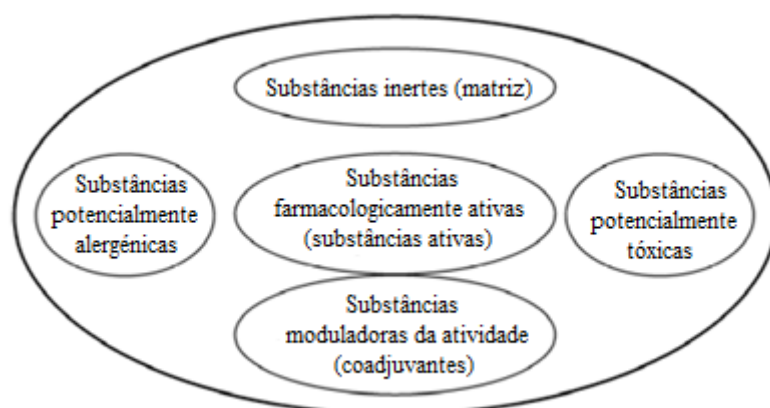 Substâncias inertes (matriz)
Substâncias
potencialmente
alergénicas
Substâncias
farmacologicamente ativas
(substâncias ativas)
Substâncias
potencialmente
tóxicas
Substâncias
moduladoras da atividade
(coadjuvantes)